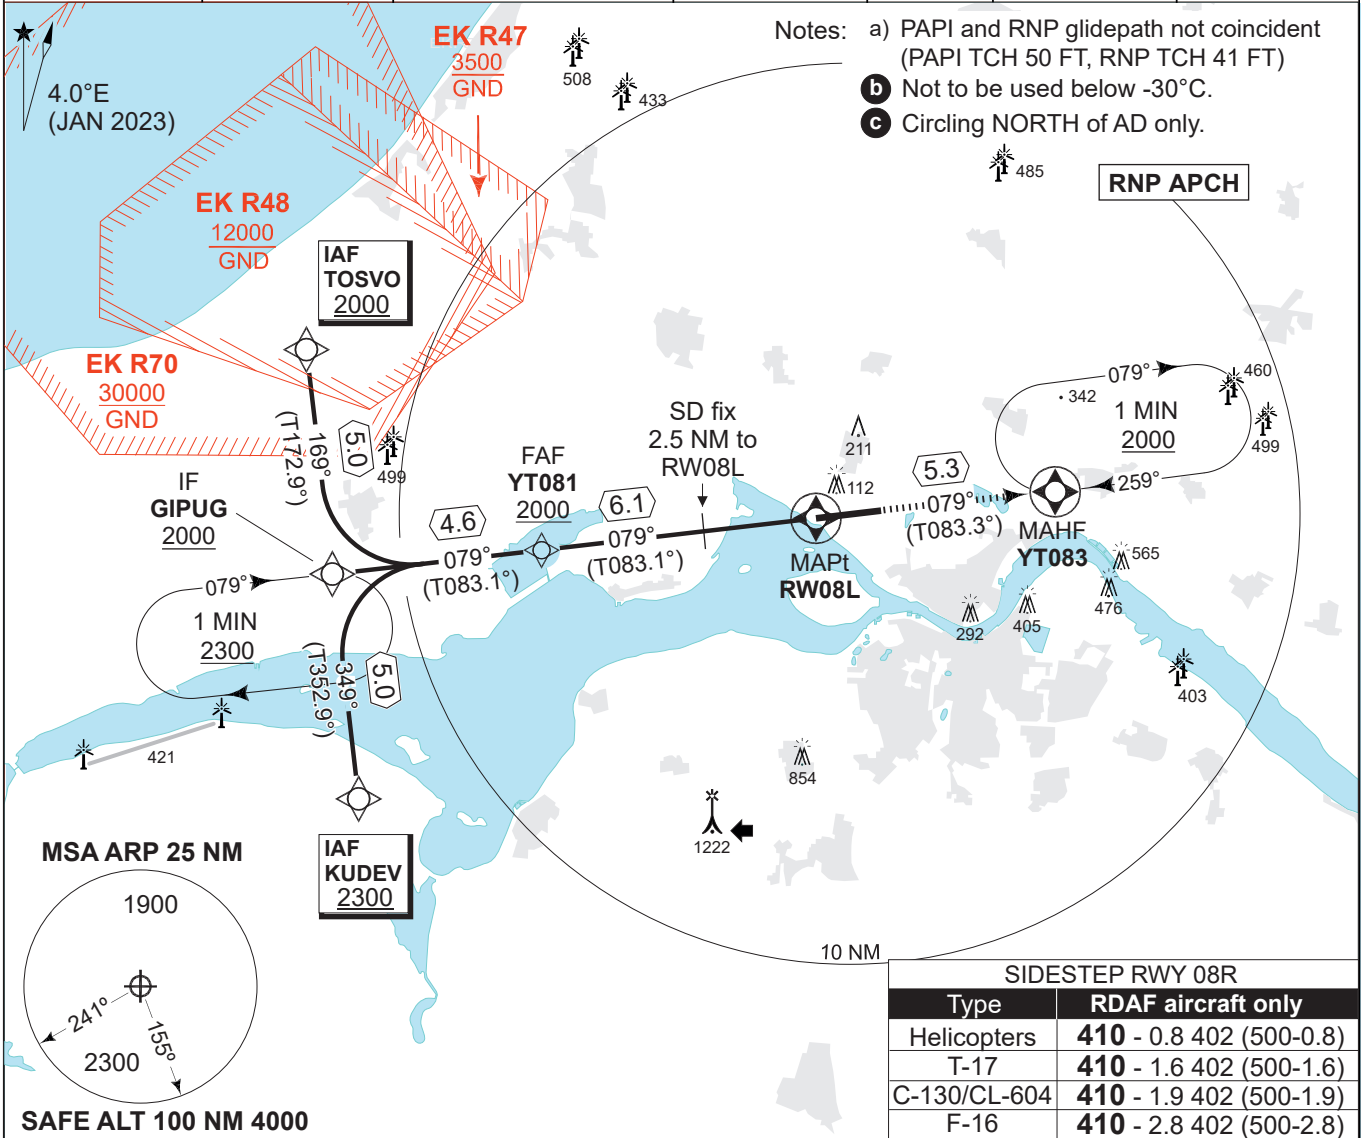 Notes: a) PAPI and RNP glidepath not coincident
(PAPI TCH 50 FT, RNP TCH 41 FT)
b Not to be used below -30°C.
c Circling NORTH of AD only.
RNP APCH
4.0°E
(JAN 2023)
EK R47
3500
GND
508
433
485
EK R48
12000
GND
IAF
TOSVO
2000
EK R70
30000
GND
169°
(T172.9°)
5.0
499
IF
GIPUG
2000
FAF
YT081
2000
SD fix
2.5 NM to
RW08L
211
112
079°
460
342
1 MIN
2000
499
259°
5.3
079°
(T083.3°)
MAHF
YT083
4.6
079°
(T083.1°)
6.1
079°
(T083.1°)
MAPt
RW08L
565
476
405
292
403
079°
1 MIN
2300
349°
(T352.9°)
5.0
421
854
1222
IAF
KUDEV
2300
10 NM
MSA ARP 25 NM
1900
241°
155°
2300
SAFE ALT 100 NM 4000
SIDESTEP RWY 08R
Type RDAF aircraft only
Helicopters 410 - 0.8 402 (500-0.8)
T-17 410 - 1.6 402 (500-1.6)
C-130/CL-604 410 - 1.9 402 (500-1.9)
F-16 410 - 2.8 402 (500-2.8)